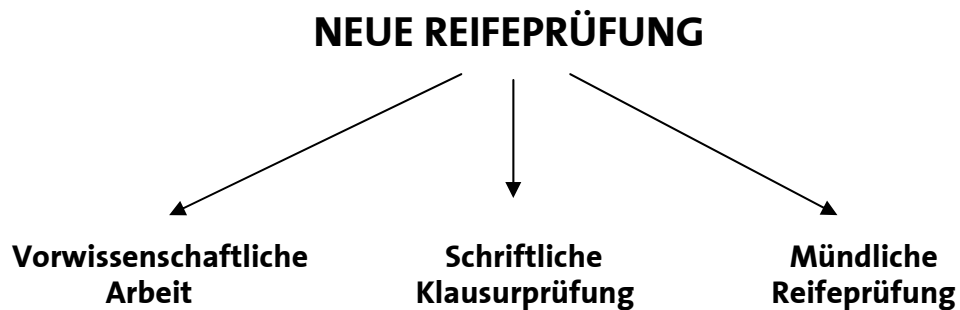 NEUE REIFEPRÜFUNG
Vorwissenschaftliche
Arbeit
Schriftliche
Klausurprüfung
Mündliche
Reifeprüfung